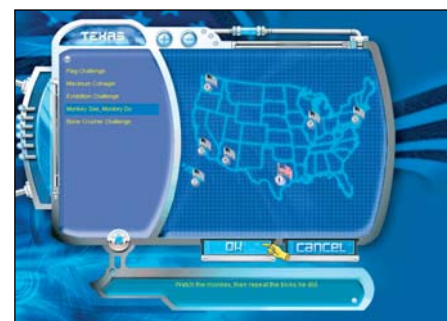 TEXAS
Flag Challenge
Maximum Carnage
Exhibition Challenge
Monkey See, Monkey Do
Bone Crusher Challenge
OK
CANCEL
Watch the monkey, then repeat the tricks he did.